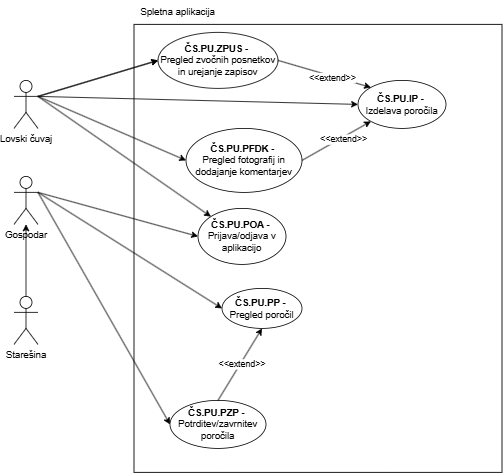 Spletna aplikacija
ČS.PU.ZPUS -
Pregled zvočnih posnetkov
in urejanje zapisov
<<extend>>
ČS.PU.IP -
Izdelava poročila
Lovski čuvaj
<<extend>>
ČS.PU.PFDK -
Pregled fotografij in
dodajanje komentarjev
ČS.PU.POA -
Prijava/odjava v
aplikacijo
Gospodar
ČS.PU.PP -
Pregled poročil
Starešina
<<extend>>
ČS.PU.PZP -
Potrditev/zavrnitev
poročila